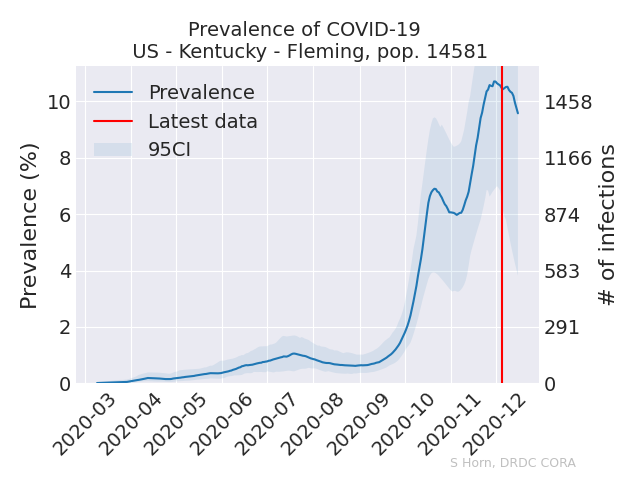 Prevalence of COVID-19
US - Kentucky - Fleming, pop. 14581
Prevalence
Latest data
95CI
Prevalence (%)
10
8
6
4
2
0
1458
1166
874
583
291
0
# of infections
2020-03
2020-04
2020-05
2020-06
2020-07
2020-08
2020-09
2020-10
2020-11
2020-12
S Horn, DRDC CORA